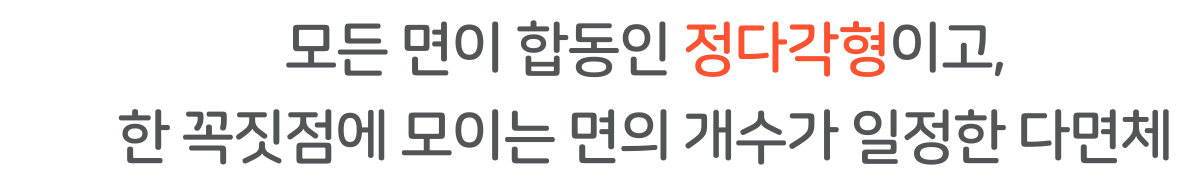 모든 면이 합동인 정다각형이고,
한 꼭짓점에 모이는 면의 개수가 일정한 다면체